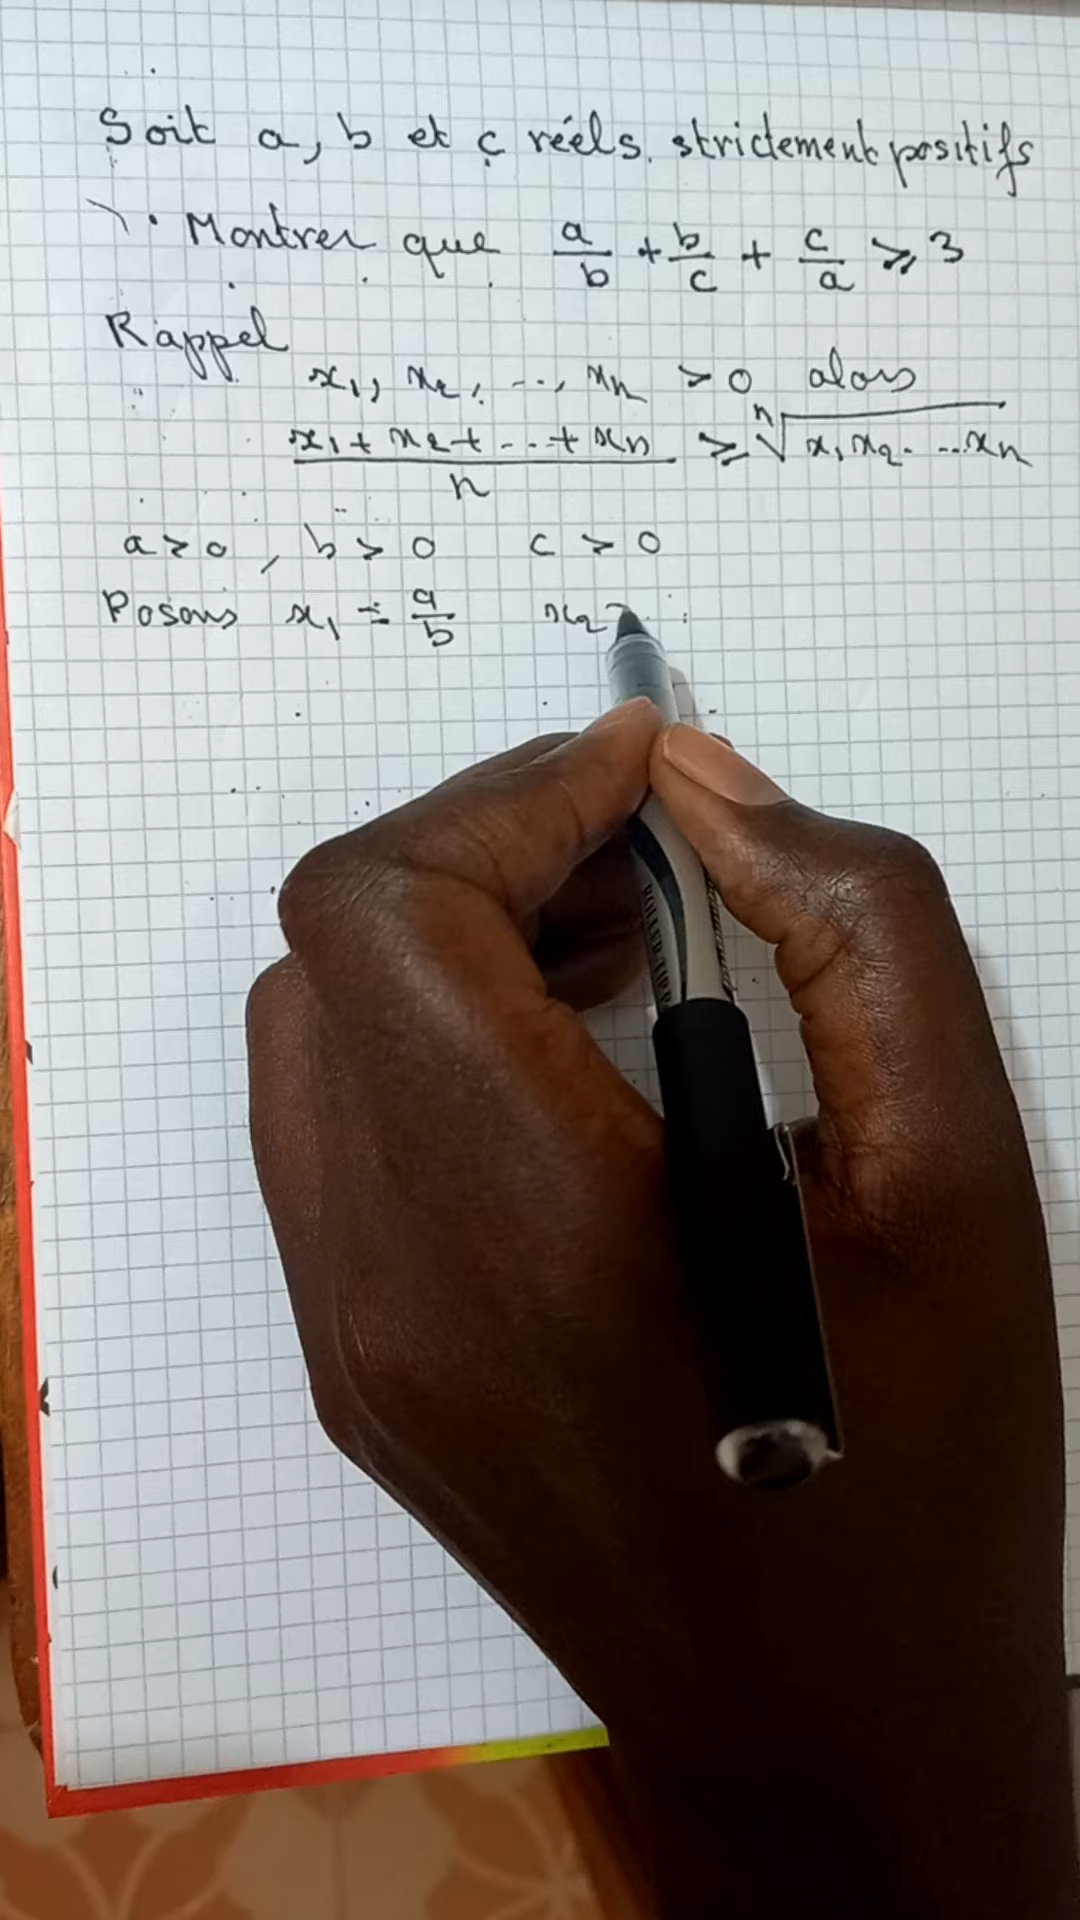 Soit a, b et c réels strictement positifs
Montrer que a/b + b/c + c/a ⩾ 3
Rappel
x₁, x₂, ..., xₙ > 0 alors
(x₁ + x₂ + ... + xₙ)/n ⩾ ⁿ√(x₁ x₂ ... xₙ)
a > 0, b > 0 c > 0
Posons x₁ = a/b x₂